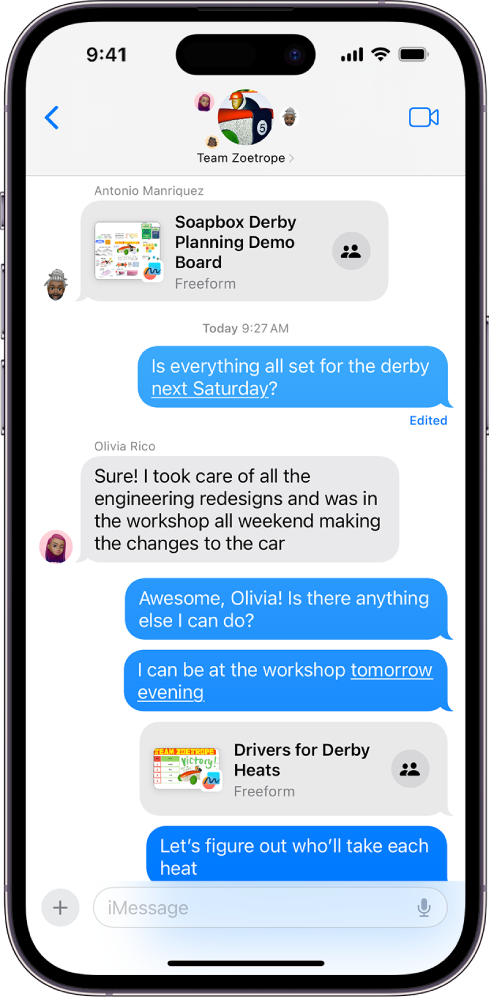 9:41
Team Zoetrope
Antonio Manriquez
Soapbox Derby
Planning Demo
Board
Freeform
Today 9:27 AM
Is everything all set for the derby
next Saturday?
Edited
Olivia Rico
Sure! I took care of all the
engineering redesigns and was in
the workshop all weekend making
the changes to the car
Awesome, Olivia! Is there anything
else I can do?
I can be at the workshop tomorrow
evening
TEAM ZOETROPE
Victory!
Drivers for Derby
Heats
Freeform
Let’s figure out who’ll take each
heat
iMessage